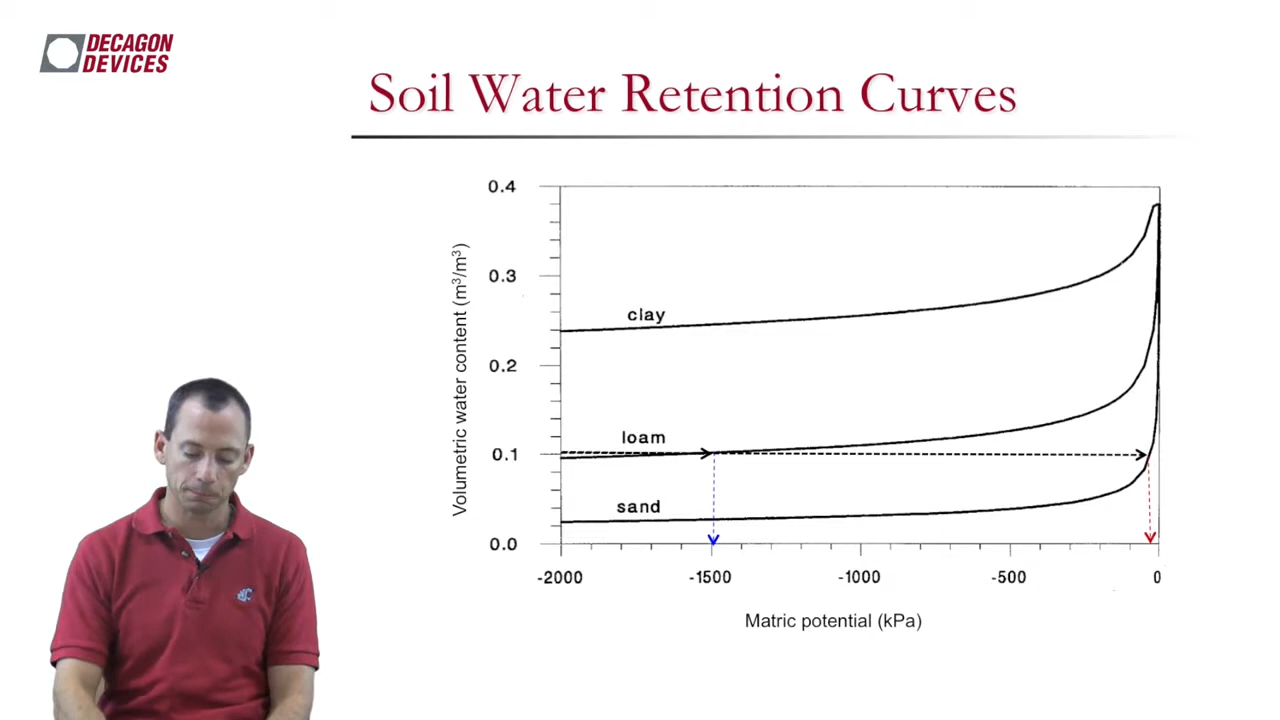 DECAGON
DEVICES
Soil Water Retention Curves
Volumetric water content (m³/m³)
0.4
0.3
0.2
0.1
0.0
clay
loam
sand
-2000 -1500 -1000 -500 0
Matric potential (kPa)